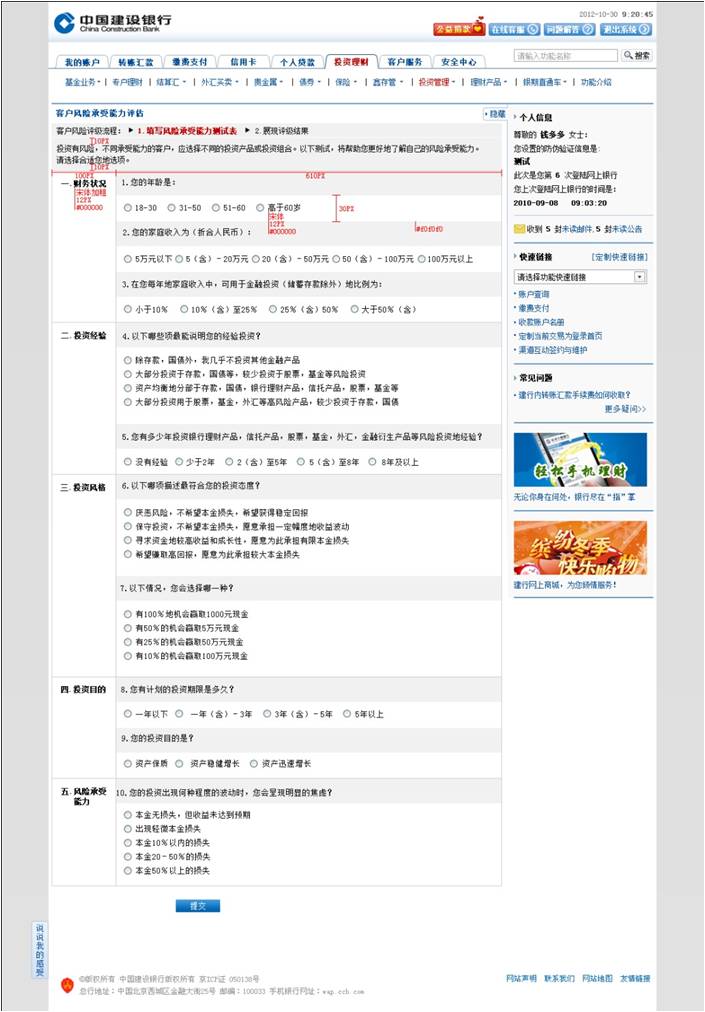 中国建设银行
China Construction Bank
2012-10-30 9:20:45
公益捐款 在线客服 问题解答 退出系统
我的账户 转账汇款 缴费支付 信用卡 个人贷款 投资理财 客户服务 安全中心
请输入功能名称 搜索
基金业务 专户理财 结算汇 外汇买卖 贵金属 债券 保险 鑫存管 投资管理 理财产品 银期直通车 功能介绍
客户风险承受能力评估
隐藏
客户风险评级流程： 1.填写风险承受能力测试表 2.展现评级结果
10PX
投资有风险，不同承受能力的客户，应选择不同的投资产品或投资组合。以下测试，将帮助您更好地了解自己的风险承受能力。
请选择合适您地选项。
10PX
100PX 610PX
一.财务状况
宋体加粗
12PX
#000000
1.您的年龄是：
18-30 31-50 51-60 高于60岁
30PX
宋体
12PX
#000000
#f0f0f0
2.您的家庭收入为（折合人民币）：
5万元以下 5（含）-20万元 20（含）-50万元 50（含）-100万元 100万元以上
3.在您每年地家庭收入中，可用于金融投资（储蓄存款除外）地比例为：
小于10% 10%（含）至25% 25%（含）50% 大于50%（含）
二.投资经验
4.以下哪些项最能说明您的经验投资？
除存款，国债外，我几乎不投资其他金融产品
大部分投资于存款，国债等，较少投资于股票，基金等风险投资
资产均衡地分部于存款，国债，银行理财产品，信托产品，股票，基金等
大部分投资用于股票，基金，外汇等高风险产品，较少投资于存款，国债
5.您有多少年投资银行理财产品，信托产品，股票，基金，外汇，金融衍生产品等风险投资地经验？
没有经验 少于2年 2（含）至5年 5（含）至8年 8年及以上
三.投资风格
6.以下哪项描述最符合您的投资态度？
厌恶风险，不希望本金损失，希望获得稳定回报
保守投资，不希望本金损失，愿意承担一定幅度地收益波动
寻求资金地较高收益和成长性，愿意为此承担有限本金损失
希望赚取高回报，愿意为此承担较大本金损失
7.以下情况，您会选择哪一种？
有100%地机会赢取1000元现金
有50%的机会赢取5万元现金
有25%的机会赢取50万元现金
有10%的机会赢取100万元现金
四.投资目的
8.您有计划的投资期限是多久？
一年以下 一年（含）-3年 3年（含）-5年 5年以上
9.您的投资目的是？
资产保质 资产稳健增长 资产迅速增长
五.风险承受
能力
10.您的投资出现何种程度的波动时，您会呈现明显的焦虑？
本金无损失，但收益未达到预期
出现轻微本金损失
本金10%以内的损失
本金20-50%的损失
本金50%以上的损失
提交
个人信息
尊敬的 钱多多 女士：
您设置的防伪验证信息是：
测试
此次是您第 6 次登陆网上银行
您上次登陆网上银行的时间是：
2010-09-08 09:03:20
收到 5 封未读邮件,5 封未读公告
快速链接 [定制快速链接]
请选择功能快速链接
账户查询
缴费支付
收款账户名册
定制当前交易为登录首页
渠道互动签约与维护
常见问题
建行内转账汇款手续费如何收取？
更多疑问>>
轻松手机理财
无论你身在何处，银行尽在“指”掌
缤纷冬季
快乐购物
建行网上商城，为您倾情服务！
说说我的感受
©版权所有 中国建设银行版权所有 京ICP证 050138号
总行地址：中国北京西城区金融大街25号 邮编：100033 手机银行网址：wap.ccb.com
网站声明 联系我们 网站地图 友情链接